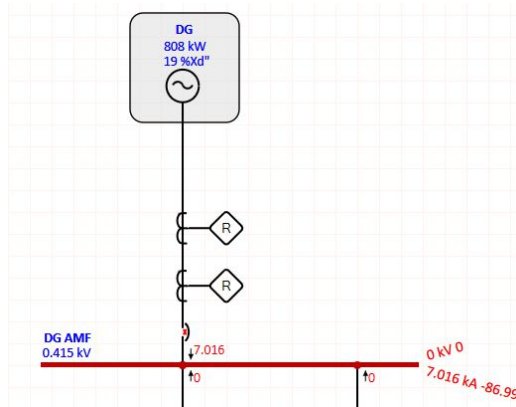 DG
808 kW
19 %Xd"
R
R
DG AMF
0.415 kV
7.016
0
0
0 kV 0
7.016 kA -86.99